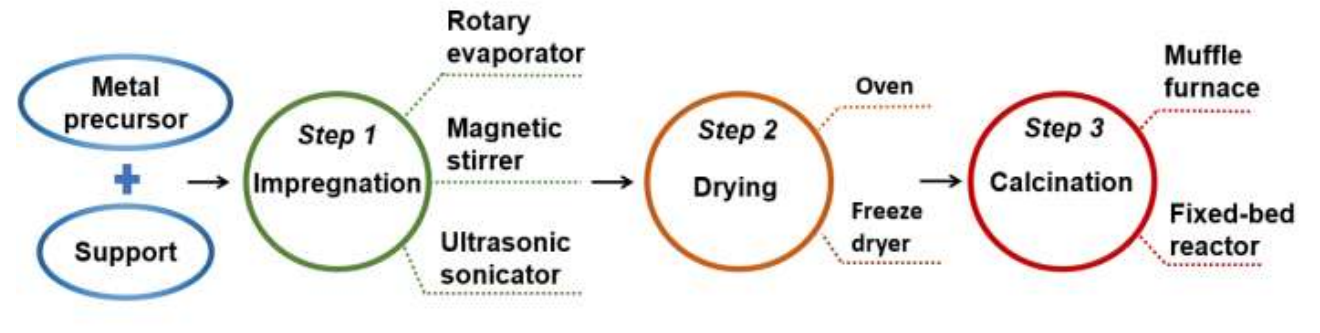 Metal
precursor
+
Support
Step 1
Impregnation
Rotary
evaporator
Magnetic
stirrer
Ultrasonic
sonicator
Step 2
Drying
Oven
Freeze
dryer
Step 3
Calcination
Muffle
furnace
Fixed-bed
reactor